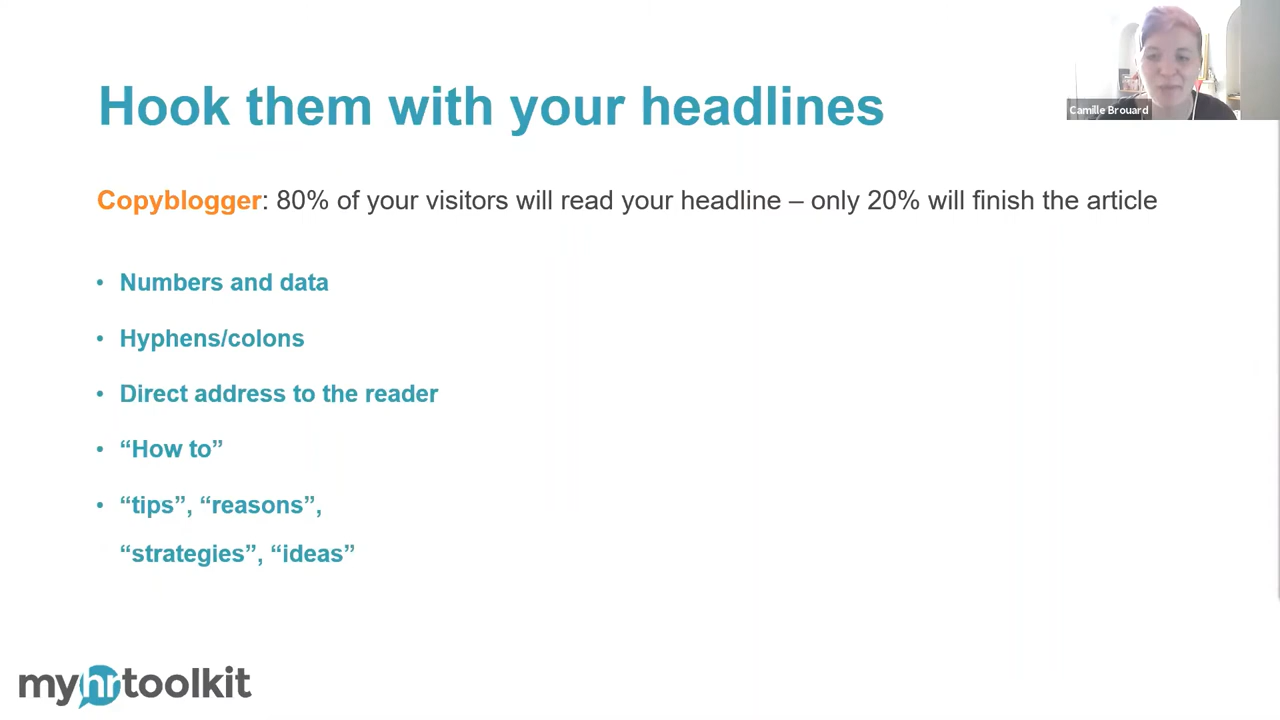 Hook them with your headlines
Camille Brouard
Copyblogger: 80% of your visitors will read your headline – only 20% will finish the article
• Numbers and data
• Hyphens/colons
• Direct address to the reader
• “How to”
• “tips”, “reasons”,
“strategies”, “ideas”
myhrtoolkit